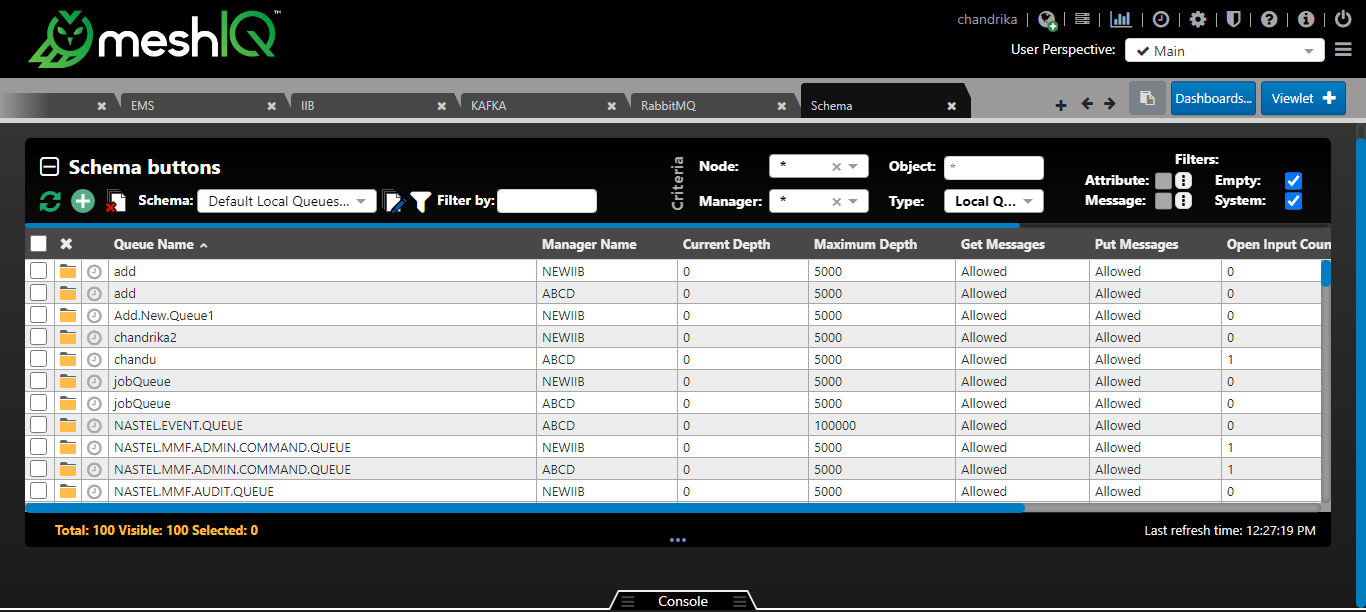 meshIQ™
chandrika
User Perspective: Main
EMS IIB KAFKA RabbitMQ Schema
Dashboards... Viewlet
Schema buttons
Criteria
Node: * Object: * Filters:
Attribute: Empty:
Schema: Default Local Queues... Filter by: Manager: * Type: Local Q... Message: System:
Queue Name Manager Name Current Depth Maximum Depth Get Messages Put Messages Open Input Coun
add NEWIIB 0 5000 Allowed Allowed 0
add ABCD 0 5000 Allowed Allowed 0
Add.New.Queue1 NEWIIB 0 5000 Allowed Allowed 0
chandrika2 NEWIIB 0 5000 Allowed Allowed 0
chandu ABCD 0 5000 Allowed Allowed 1
jobQueue NEWIIB 0 5000 Allowed Allowed 0
jobQueue ABCD 0 5000 Allowed Allowed 0
NASTEL.EVENT.QUEUE ABCD 0 100000 Allowed Allowed 0
NASTEL.MMF.ADMIN.COMMAND.QUEUE NEWIIB 0 5000 Allowed Allowed 1
NASTEL.MMF.ADMIN.COMMAND.QUEUE ABCD 0 5000 Allowed Allowed 1
NASTEL.MMF.AUDIT.QUEUE NEWIIB 0 5000 Allowed Allowed 0
Total: 100 Visible: 100 Selected: 0 Last refresh time: 12:27:19 PM
Console